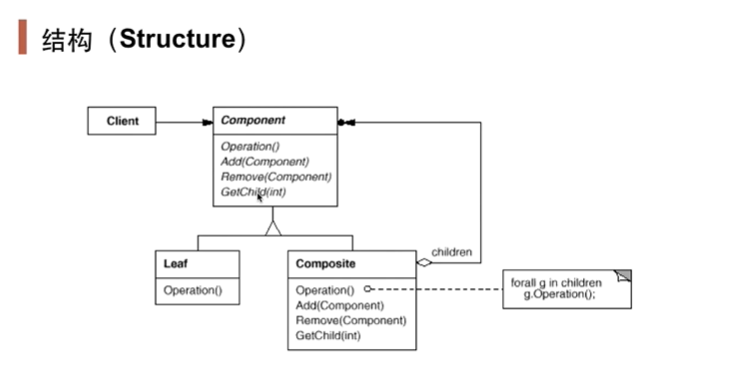 结构（Structure）
Client
Component
Operation()
Add(Component)
Remove(Component)
GetChild(int)
children
Leaf
Operation()
Composite
Operation()
Add(Component)
Remove(Component)
GetChild(int)
forall g in children
g.Operation();